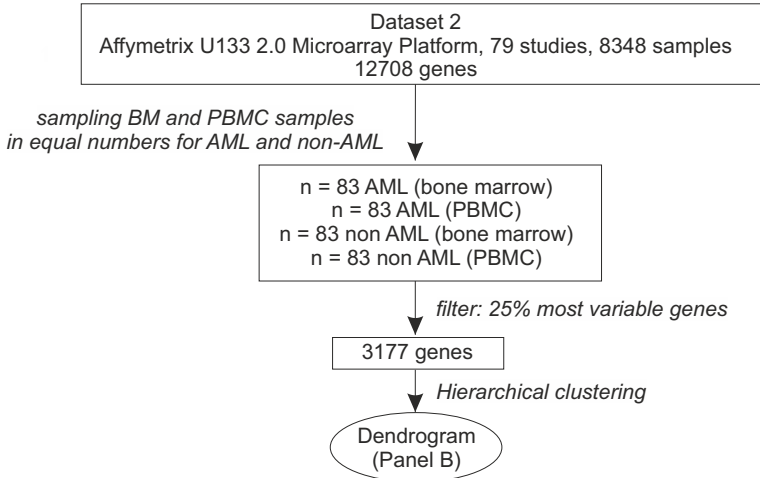 Dataset 2
Affymetrix U133 2.0 Microarray Platform, 79 studies, 8348 samples
12708 genes
sampling BM and PBMC samples
in equal numbers for AML and non-AML
n = 83 AML (bone marrow)
n = 83 AML (PBMC)
n = 83 non AML (bone marrow)
n = 83 non AML (PBMC)
filter: 25% most variable genes
3177 genes
Hierarchical clustering
Dendrogram
(Panel B)